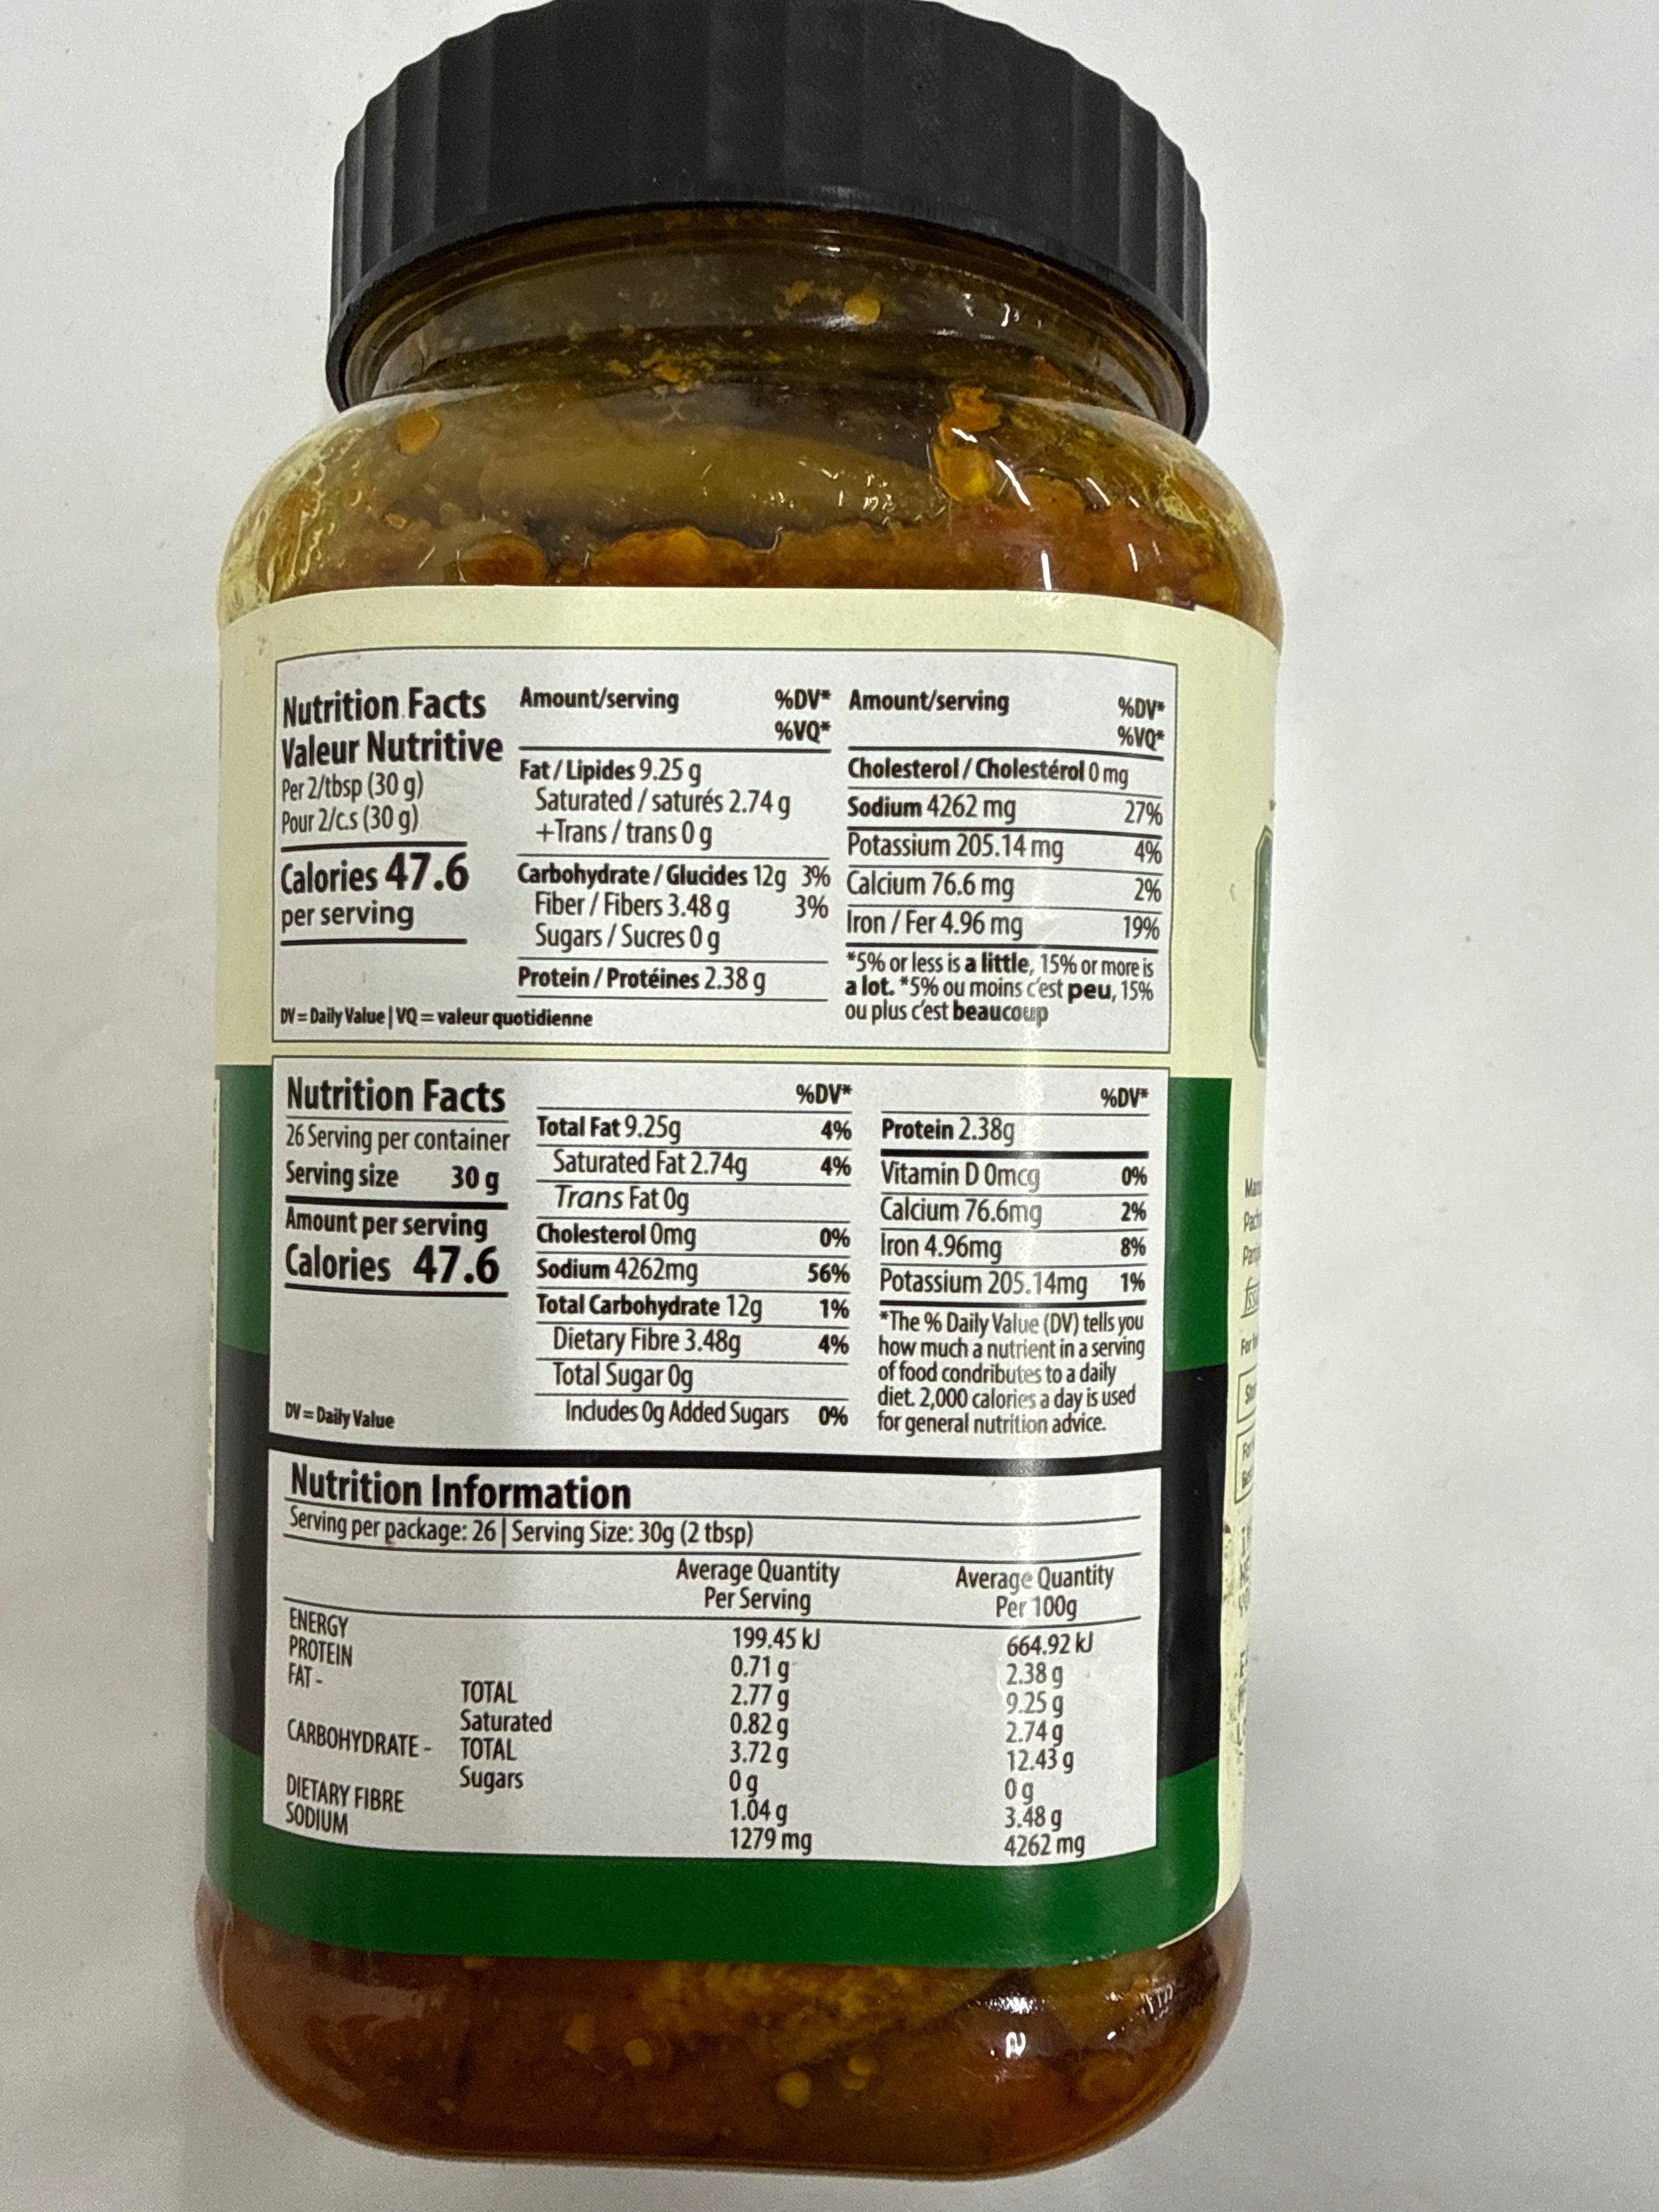 Nutrition Facts
Valeur Nutritive
Per 2/tbsp (30 g)
Pour 2/c.s (30 g)
Calories 47.6
per serving
DV = Daily Value | VQ = valeur quotidienne
Amount/serving %DV*
%VQ*
Fat / Lipides 9.25 g
Saturated / saturés 2.74 g
+Trans / trans 0 g
Carbohydrate / Glucides 12g 3%
Fiber / Fibers 3.48 g 3%
Sugars / Sucres 0 g
Protein / Protéines 2.38 g
Amount/serving %DV*
%VQ*
Cholesterol / Cholestérol 0 mg
Sodium 4262 mg 27%
Potassium 205.14 mg 4%
Calcium 76.6 mg 2%
Iron / Fer 4.96 mg 19%
*5% or less is a little, 15% or more is
a lot. *5% ou moins c'est peu, 15%
ou plus c'est beaucoup
Nutrition Facts
26 Serving per container
Serving size 30 g
Amount per serving
Calories 47.6
DV = Daily Value
%DV*
Total Fat 9.25g 4%
Saturated Fat 2.74g 4%
Trans Fat 0g
Cholesterol 0mg 0%
Sodium 4262mg 56%
Total Carbohydrate 12g 1%
Dietary Fibre 3.48g 4%
Total Sugar 0g
Includes 0g Added Sugars 0%
%DV*
Protein 2.38g
Vitamin D 0mcg 0%
Calcium 76.6mg 2%
Iron 4.96mg 8%
Potassium 205.14mg 1%
*The % Daily Value (DV) tells you
how much a nutrient in a serving
of food condributes to a daily
diet. 2,000 calories a day is used
for general nutrition advice.
Nutrition Information
Serving per package: 26 | Serving Size: 30g (2 tbsp)
Average Quantity Average Quantity
Per Serving Per 100g
ENERGY 199.45 kJ 664.92 kJ
PROTEIN 0.71 g 2.38 g
FAT - TOTAL 2.77 g 9.25 g
Saturated 0.82 g 2.74 g
CARBOHYDRATE - TOTAL 3.72 g 12.43 g
Sugars 0 g 0 g
DIETARY FIBRE 1.04 g 3.48 g
SODIUM 1279 mg 4262 mg